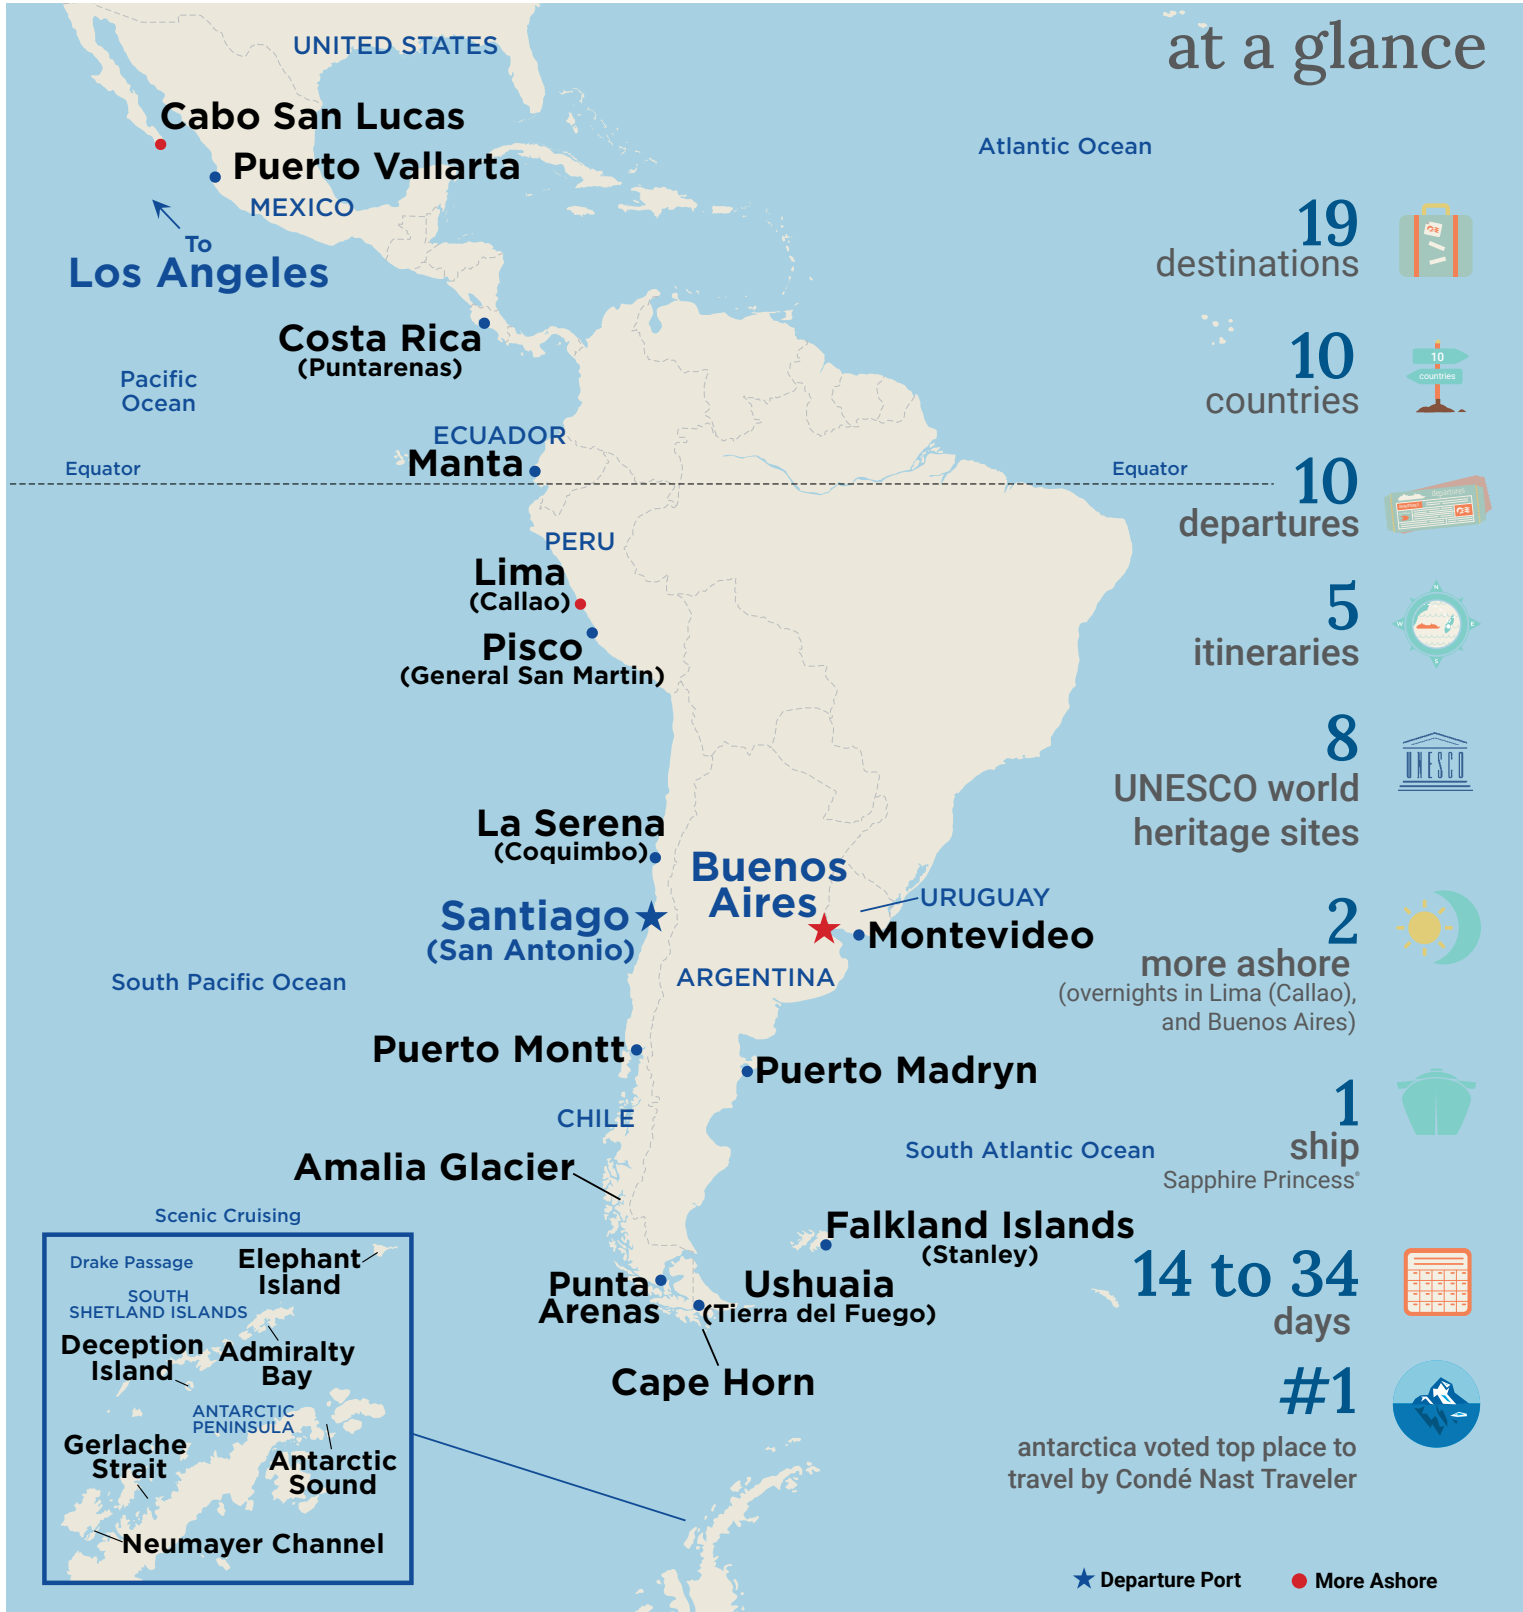 at a glance
UNITED STATES
Cabo San Lucas
Atlantic Ocean
Puerto Vallarta
MEXICO
To
Los Angeles
Costa Rica
(Puntarenas)
Pacific
Ocean
ECUADOR
Manta
Equator
Equator
PERU
Lima
(Callao)
Pisco
(General San Martin)
La Serena
(Coquimbo)
Buenos
Aires
URUGUAY
Santiago
(San Antonio)
Montevideo
ARGENTINA
South Pacific Ocean
Puerto Montt
Puerto Madryn
CHILE
South Atlantic Ocean
Amalia Glacier
Falkland Islands
(Stanley)
Punta
Arenas
Ushuaia
(Tierra del Fuego)
Cape Horn
Scenic Cruising
Drake Passage
Elephant
Island
SOUTH
SHETLAND ISLANDS
Deception
Island
Admiralty
Bay
ANTARCTIC
PENINSULA
Gerlache
Strait
Antarctic
Sound
Neumayer Channel
19
destinations
10
countries
10
countries
10
departures
departures
5
itineraries
N
W
E
S
8
UNESCO world
heritage sites
UNESCO
2
more ashore
(overnights in Lima (Callao),
and Buenos Aires)
1
ship
Sapphire Princess®
14 to 34
days
#1
antarctica voted top place to
travel by Condé Nast Traveler
Departure Port
More Ashore